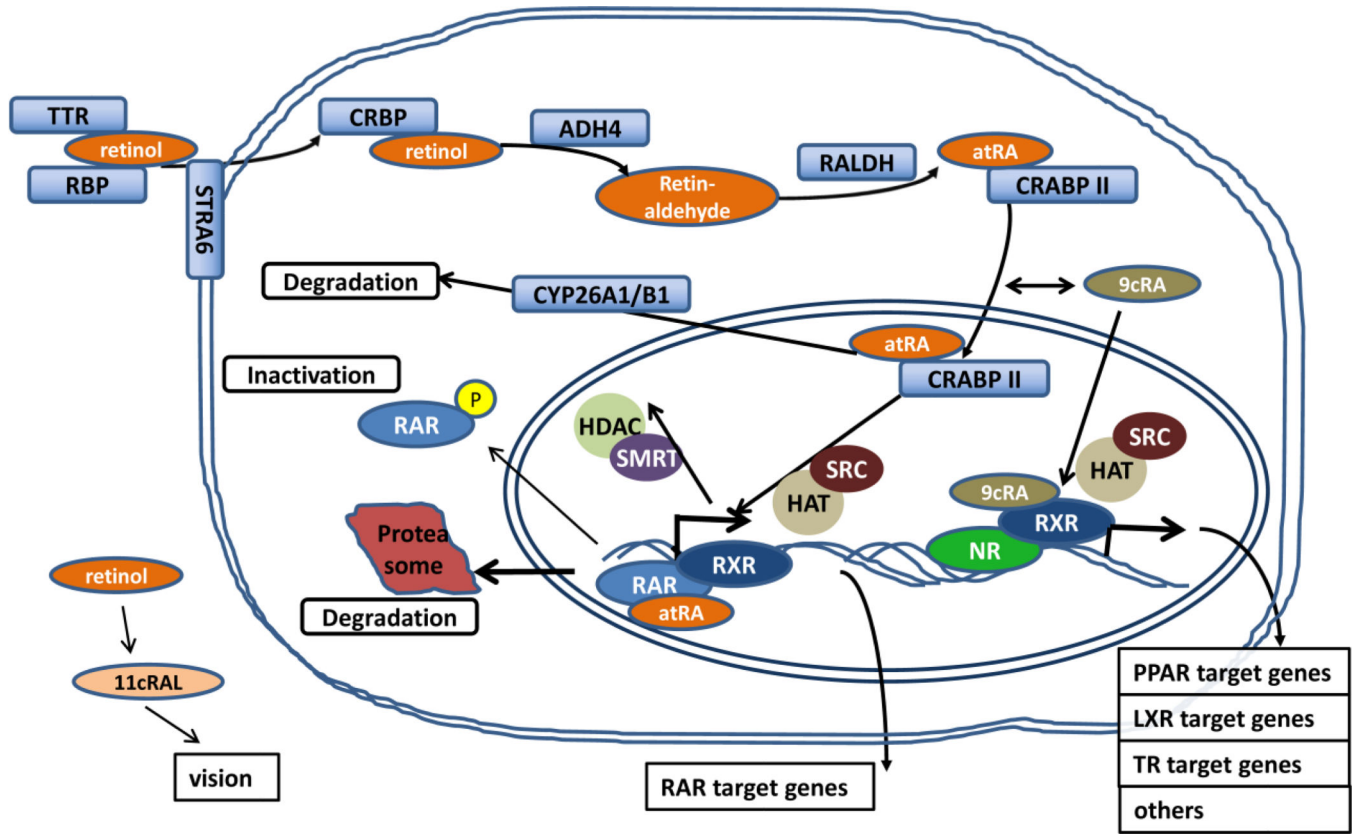 TTR
retinol
RBP
STRA6
CRBP
retinol
ADH4
Retin-
aldehyde
RALDH
atRA
CRABP II
Degradation
CYP26A1/B1
9cRA
atRA
CRABP II
Inactivation
P
RAR
HDAC
SMRT
SRC
HAT
SRC
HAT
9cRA
RXR
NR
Protea
some
RXR
RAR
atRA
Degradation
retinol
11cRAL
vision
RAR target genes
PPAR target genes
LXR target genes
TR target genes
others